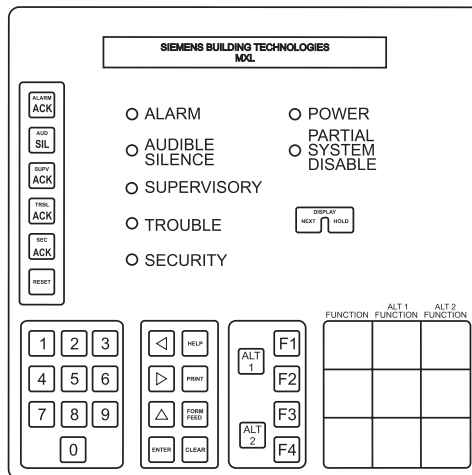 SIEMENS BUILDING TECHNOLOGIES
MXL
ALARM
ACK
AUD
SIL
SUPV
ACK
TRBL
ACK
SEC
ACK
RESET
ALARM
AUDIBLE
SILENCE
SUPERVISORY
TROUBLE
SECURITY
POWER
PARTIAL
SYSTEM
DISABLE
DISPLAY
NEXT HOLD
1 2 3
4 5 6
7 8 9
0
HELP
PRINT
FORM
FEED
ENTER CLEAR
ALT
1
ALT
2
F1
F2
F3
F4
FUNCTION
ALT 1
FUNCTION
ALT 2
FUNCTION